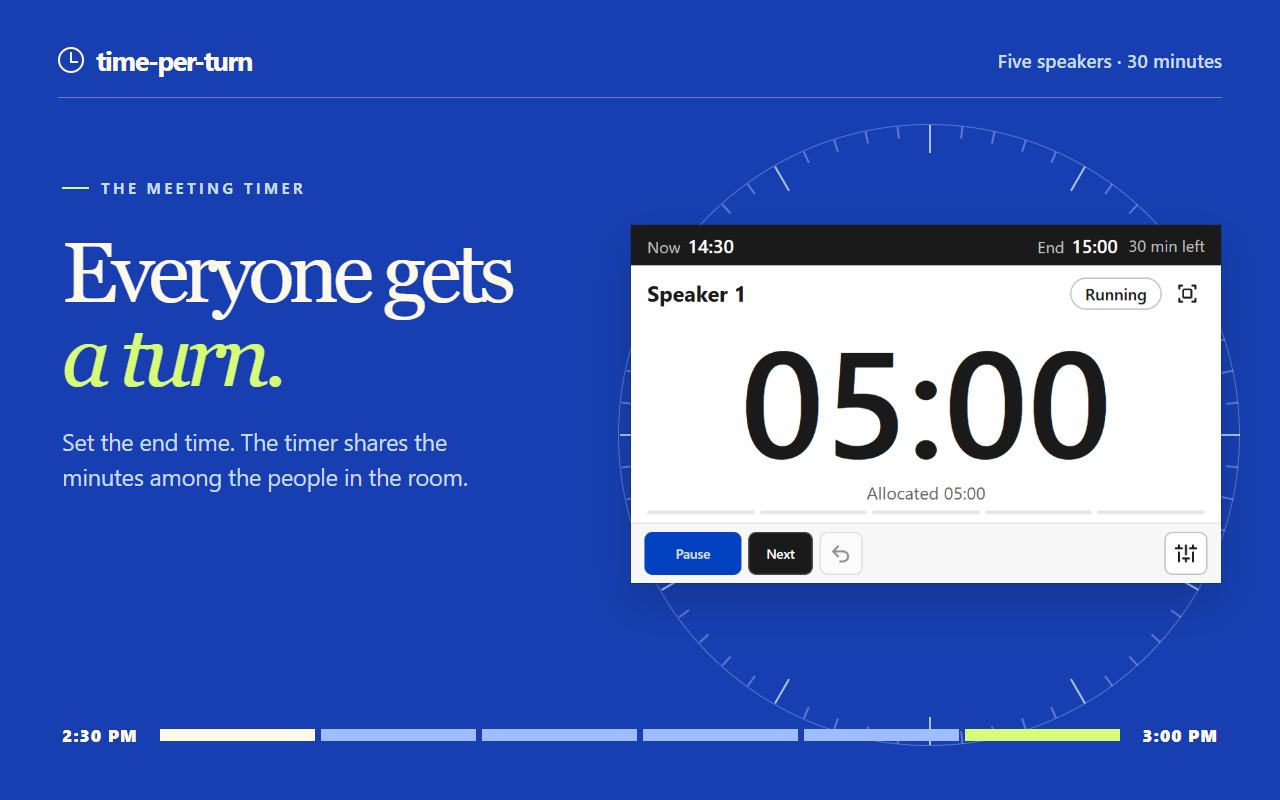 time-per-turn
Five speakers · 30 minutes
THE MEETING TIMER
Everyone gets
a turn.
Set the end time. The timer shares the
minutes among the people in the room.
Now 14:30
End 15:00 30 min left
Speaker 1
Running
05:00
Allocated 05:00
Pause
Next
2:30 PM
3:00 PM